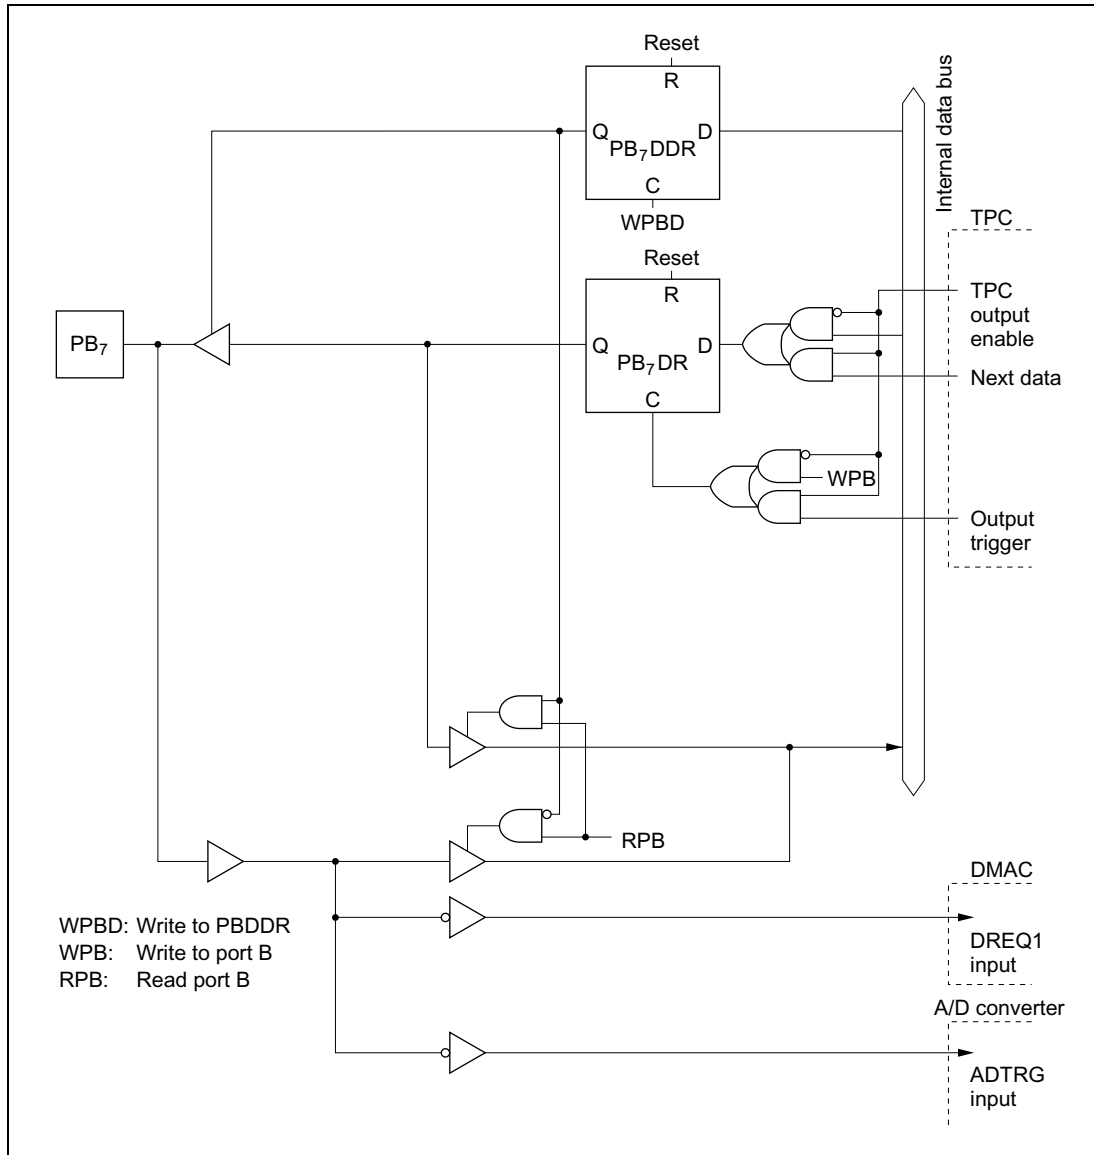 Reset
R
Q
D
PB7DDR
C
WPBD
Internal data bus
TPC
Reset
R
TPC
output
enable
PB7
Q
D
PB7DR
C
Next data
WPB
Output
trigger
RPB
DMAC
WPBD: Write to PBDDR
WPB: Write to port B
RPB: Read port B
DREQ1
input
A/D converter
ADTRG
input